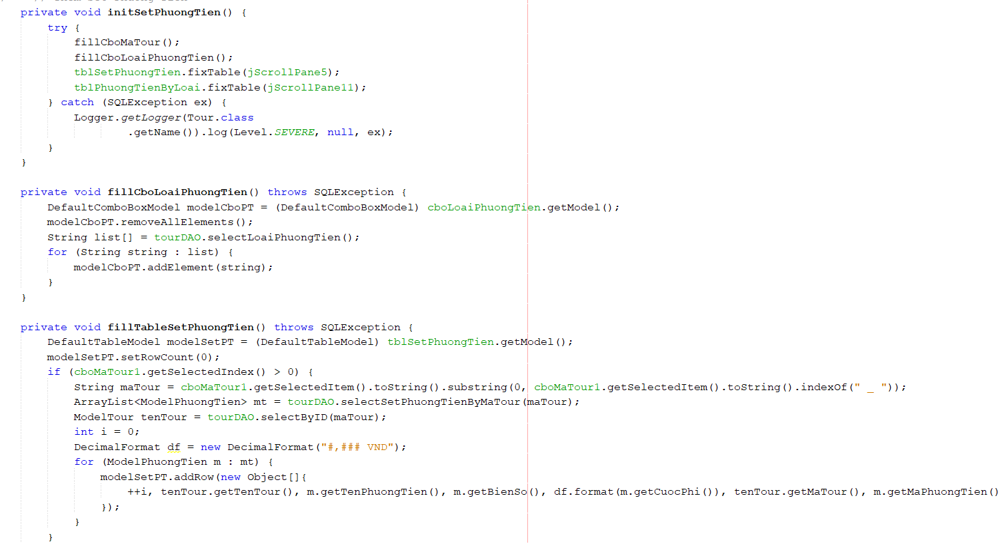 private void initSetPhuongTien() {
try {
fillCboMaTour();
fillCboLoaiPhuongTien();
tblSetPhuongTien.fixTable(jScrollPane5);
tblPhuongTienByLoai.fixTable(jScrollPane11);
} catch (SQLException ex) {
Logger.getLogger(Tour.class
.getName()).log(Level.SEVERE, null, ex);
}
}
private void fillCboLoaiPhuongTien() throws SQLException {
DefaultComboBoxModel modelCboPT = (DefaultComboBoxModel) cboLoaiPhuongTien.getModel();
modelCboPT.removeAllElements();
String list[] = tourDAO.selectLoaiPhuongTien();
for (String string : list) {
modelCboPT.addElement(string);
}
}
private void fillTableSetPhuongTien() throws SQLException {
DefaultTableModel modelSetPT = (DefaultTableModel) tblSetPhuongTien.getModel();
modelSetPT.setRowCount(0);
if (cboMaTour1.getSelectedIndex() > 0) {
String maTour = cboMaTour1.getSelectedItem().toString().substring(0, cboMaTour1.getSelectedItem().toString().indexOf(" _ "));
ArrayList<ModelPhuongTien> mt = tourDAO.selectSetPhuongTienByMaTour(maTour);
ModelTour tenTour = tourDAO.selectByID(maTour);
int i = 0;
DecimalFormat df = new DecimalFormat("#,### VND");
for (ModelPhuongTien m : mt) {
modelSetPT.addRow(new Object[]{
++i, tenTour.getTenTour(), m.getTenPhuongTien(), m.getBienSo(), df.format(m.getCuocPhi()), tenTour.getMaTour(), m.getMaPhuongTien()
});
}
}